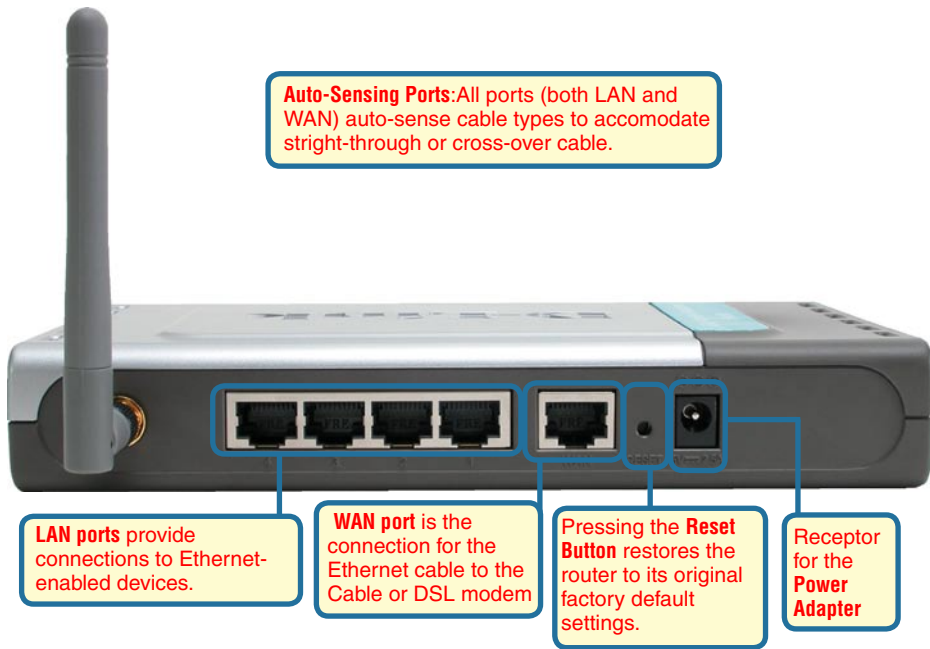 Auto-Sensing Ports:All ports (both LAN and
WAN) auto-sense cable types to accomodate
stright-through or cross-over cable.
D-Link
WAN
RESET
LAN ports provide
connections to Ethernet-
enabled devices.
WAN port is the
connection for the
Ethernet cable to the
Cable or DSL modem
Pressing the Reset
Button restores the
router to its original
factory default
settings.
Receptor
for the
Power
Adapter